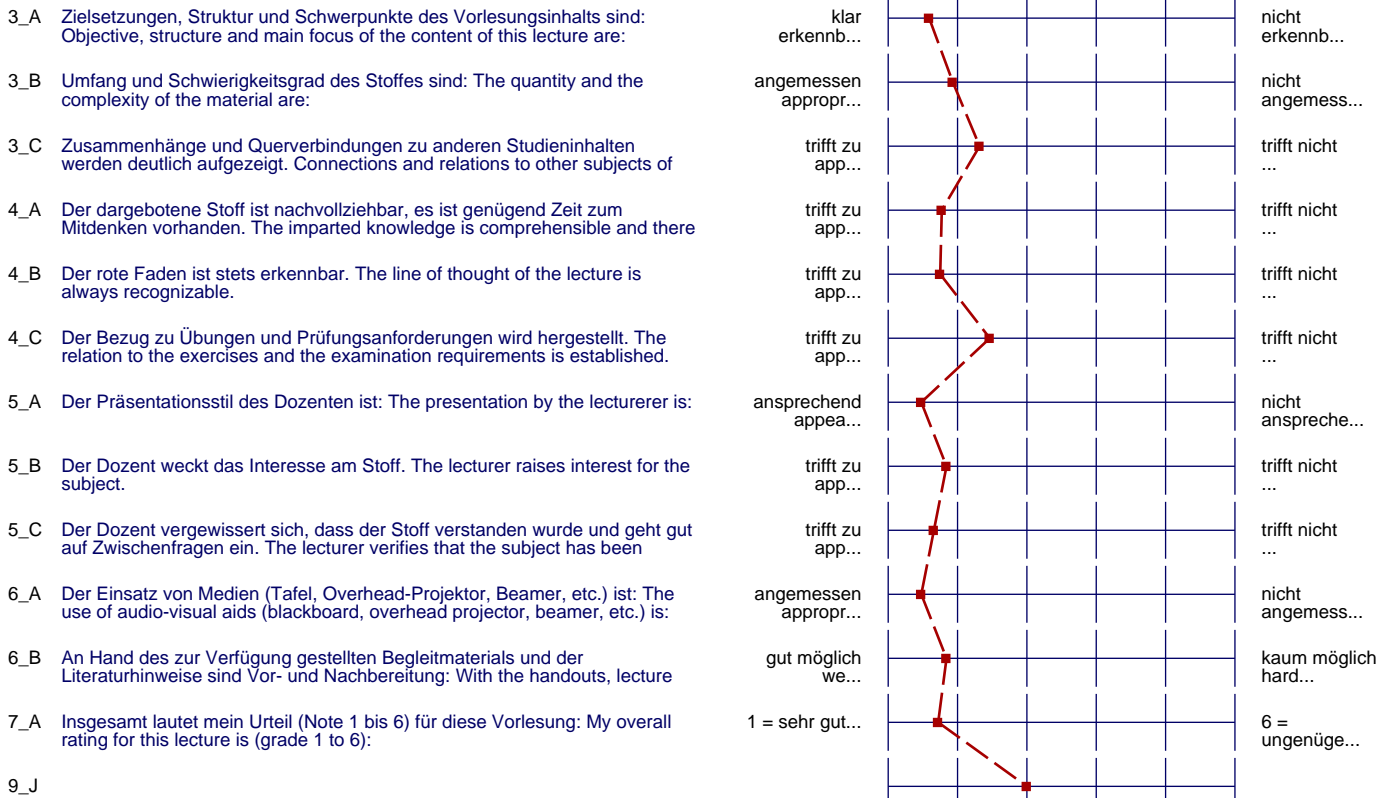 3_A Zielsetzungen, Struktur und Schwerpunkte des Vorlesungsinhalts sind: klar nicht
Objective, structure and main focus of the content of this lecture are: erkennb... erkennb...
3_B Umfang und Schwierigkeitsgrad des Stoffes sind: The quantity and the angemessen nicht
complexity of the material are: appropr... angemess...
3_C Zusammenhänge und Querverbindungen zu anderen Studieninhalten trifft zu trifft nicht
werden deutlich aufgezeigt. Connections and relations to other subjects of app... ...
4_A Der dargebotene Stoff ist nachvollziehbar, es ist genügend Zeit zum trifft zu trifft nicht
Mitdenken vorhanden. The imparted knowledge is comprehensible and there app... ...
4_B Der rote Faden ist stets erkennbar. The line of thought of the lecture is trifft zu trifft nicht
always recognizable. app... ...
4_C Der Bezug zu Übungen und Prüfungsanforderungen wird hergestellt. The trifft zu trifft nicht
relation to the exercises and the examination requirements is established. app... ...
5_A Der Präsentationsstil des Dozenten ist: The presentation by the lecturerer is: ansprechend nicht
appea... anspreche...
5_B Der Dozent weckt das Interesse am Stoff. The lecturer raises interest for the trifft zu trifft nicht
subject. app... ...
5_C Der Dozent vergewissert sich, dass der Stoff verstanden wurde und geht gut trifft zu trifft nicht
auf Zwischenfragen ein. The lecturer verifies that the subject has been app... ...
6_A Der Einsatz von Medien (Tafel, Overhead-Projektor, Beamer, etc.) ist: The angemessen nicht
use of audio-visual aids (blackboard, overhead projector, beamer, etc.) is: appropr... angemess...
6_B An Hand des zur Verfügung gestellten Begleitmaterials und der gut möglich kaum möglich
Literaturhinweise sind Vor- und Nachbereitung: With the handouts, lecture we... hard...
7_A Insgesamt lautet mein Urteil (Note 1 bis 6) für diese Vorlesung: My overall 1 = sehr gut... 6 =
rating for this lecture is (grade 1 to 6): ungenüge...
9_J